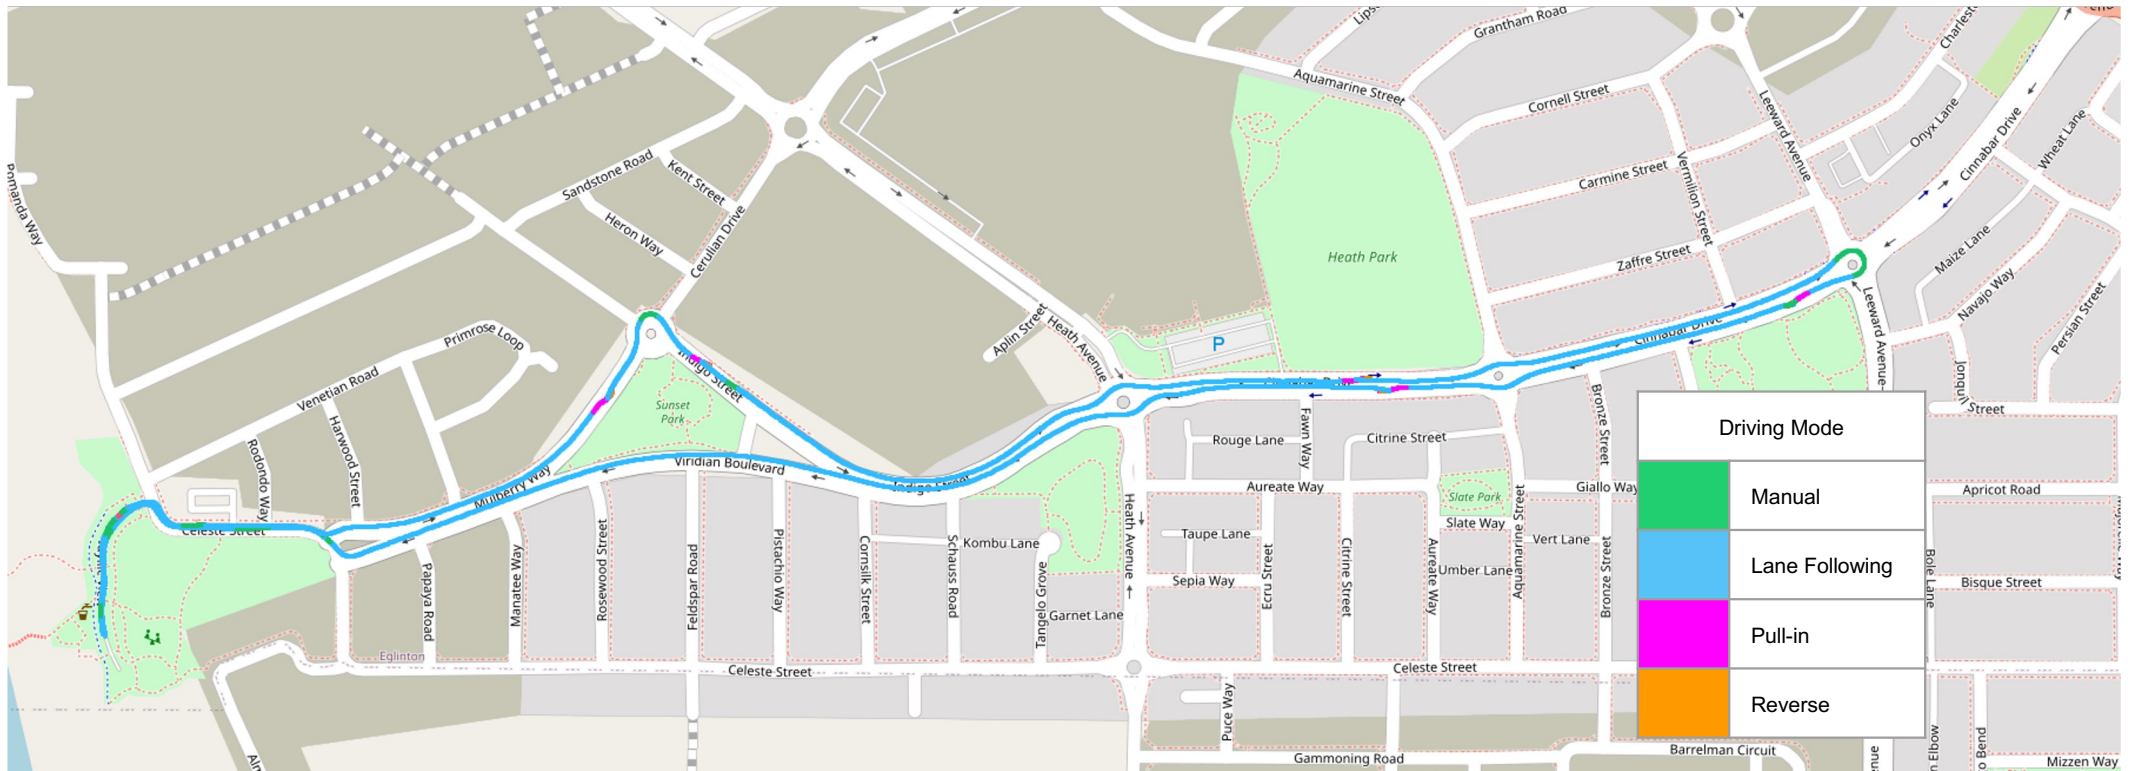 Grantham Road
Aquamarine Street
Cornell Street
Leeward Avenue
Onyx Lane
Cinnabar Drive
Wheat Lane
Pomanda Way
Sandstone Road
Kent Street
Heron Way
Cerulian Drive
Carmine Street
Vermilion Street
Zaffre Street
Maize Lane
Navajo Way
Persian Street
Heath Park
Aplin Street
Heath Avenue
P
Cinnabar Drive
Leeward Avenue
Primrose Loop
Venetian Road
Indigo Street
Sunset
Park
Harwood Street
Rodondo Way
Mulberry Way
Viridian Boulevard
Indigo Street
Celeste Street
Rouge Lane
Fawn Way
Citrine Street
Bronze Street
Jonquil Street
Aureate Way
Slate Park
Slate Way
Giallo Way
Apricot Road
Aquamarine Street
Heath Avenue
Taupe Lane
Vert Lane
Sepia Way
Ecru Street
Citrine Street
Aureate Way
Umber Lane
Bronze Street
Bole Lane
Bisque Street
Papaya Road
Manatee Way
Rosewood Street
Feldspar Road
Pistachio Way
Cornsilk Street
Schauss Road
Kombu Lane
Tangelo Grove
Garnet Lane
Eglinton
Celeste Street
Celeste Street
Puce Way
Gammoning Road
Barrelman Circuit
Mizzen Way
Driving Mode
Manual
Lane Following
Pull-in
Reverse